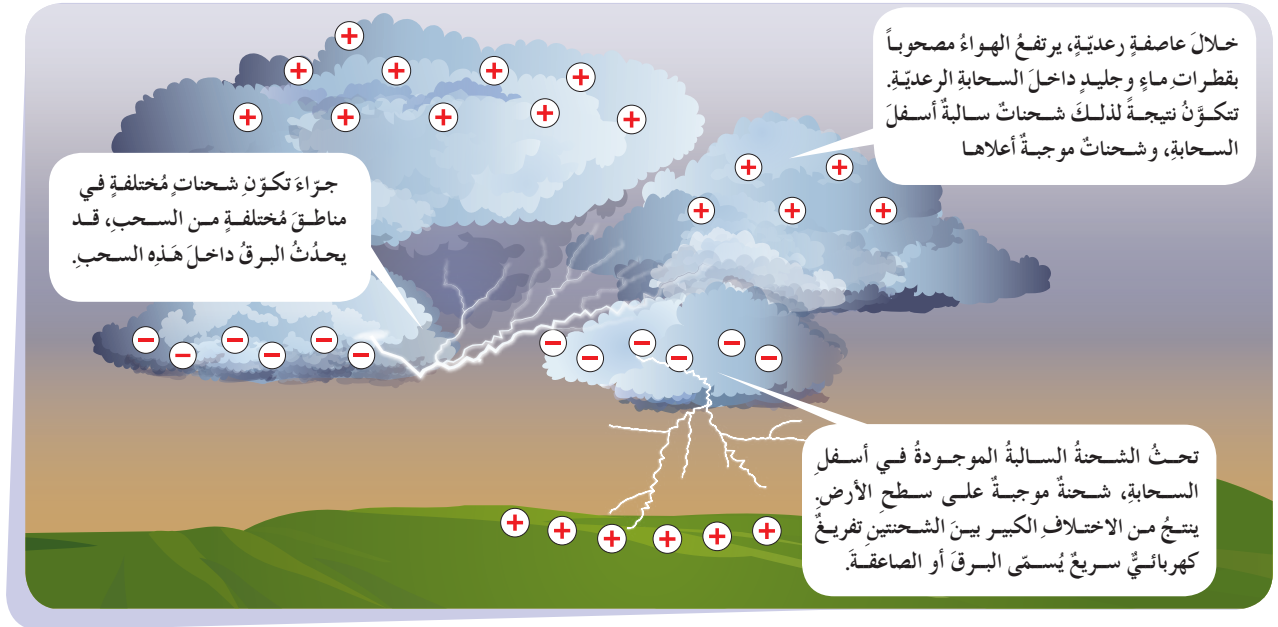 خلالَ عاصفةٍ رعديّةٍ، يرتفعُ الهواءُ مصحوباً
بقطراتِ ماءٍ وجليدٍ داخلَ السحابةِ الرعديّةِ.
تتكوَّنُ نتيجةً لذلكَ شحناتٌ سالبةٌ أسفلَ
السحابةِ، وشحناتٌ موجبةٌ أعلاها
جرّاءَ تكوّنِ شحناتٍ مُختلفةٍ في
مناطقَ مُختلفةٍ من السحبِ، قد
يحدُثُ البرقُ داخلَ هَذِه السحبِ.
تحثُ الشحنةُ السالبةُ الموجودةُ في أسفلِ
السحابةِ، شحنةٌ موجبةٌ على سطحِ الأرضِ.
ينتجُ من الاختلافِ الكبيرِ بينَ الشحنتينِ تفريغٌ
كهربائيٌّ سريعٌ يُسمّى البرقَ أو الصاعقةَ.